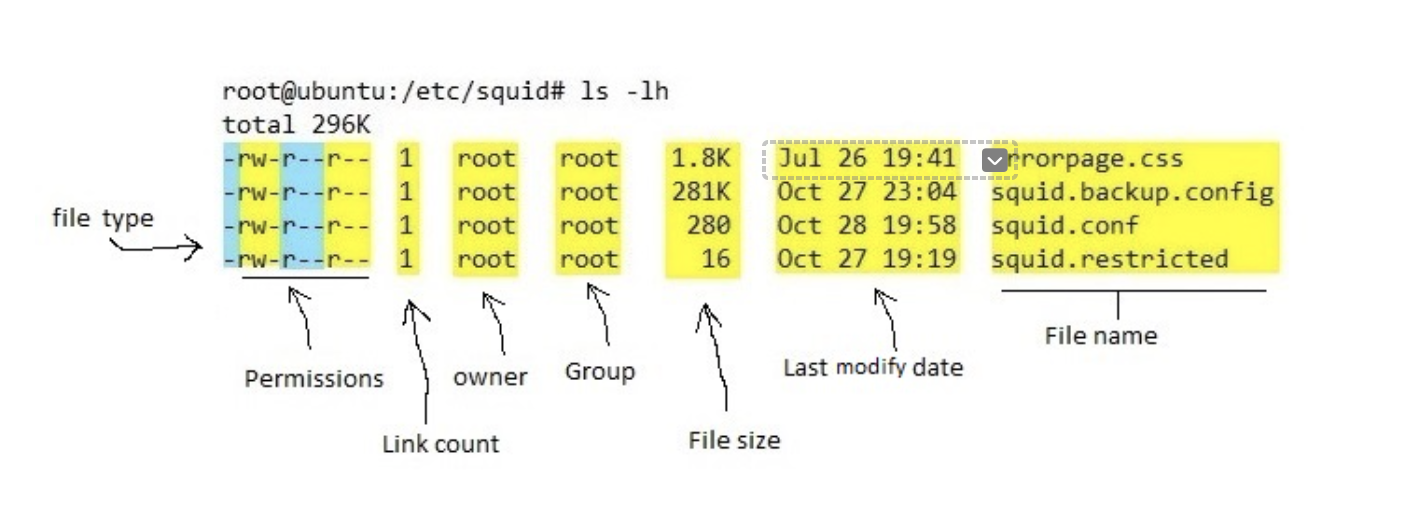 root@ubuntu:/etc/squid# ls -lh
total 296K
-rw-r--r-- 1 root root 1.8K Jul 26 19:41 rrorpage.css
-rw-r--r-- 1 root root 281K Oct 27 23:04 squid.backup.config
-rw-r--r-- 1 root root 280 Oct 28 19:58 squid.conf
-rw-r--r-- 1 root root 16 Oct 27 19:19 squid.restricted
file type
Permissions
Link count
owner
Group
File size
Last modify date
File name